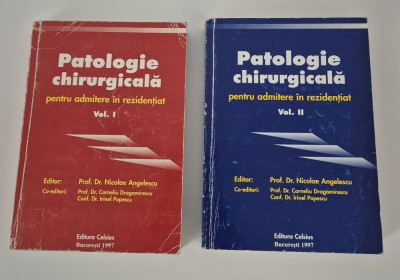 Patologie
chirurgicală
pentru admitere în rezidențiat
Vol. I
Editor: Prof. Dr. Nicolae Angelescu
Co-editori: Prof. Dr. Corneliu Dragomirescu
Conf. Dr. Irinel Popescu
Editura Celsius
București 1997
Patologie
chirurgicală
pentru admitere în rezidențiat
Vol. II
Editor: Prof. Dr. Nicolae Angelescu
Co-editori: Prof. Dr. Corneliu Dragomirescu
Conf. Dr. Irinel Popescu
Editura Celsius
București 1997